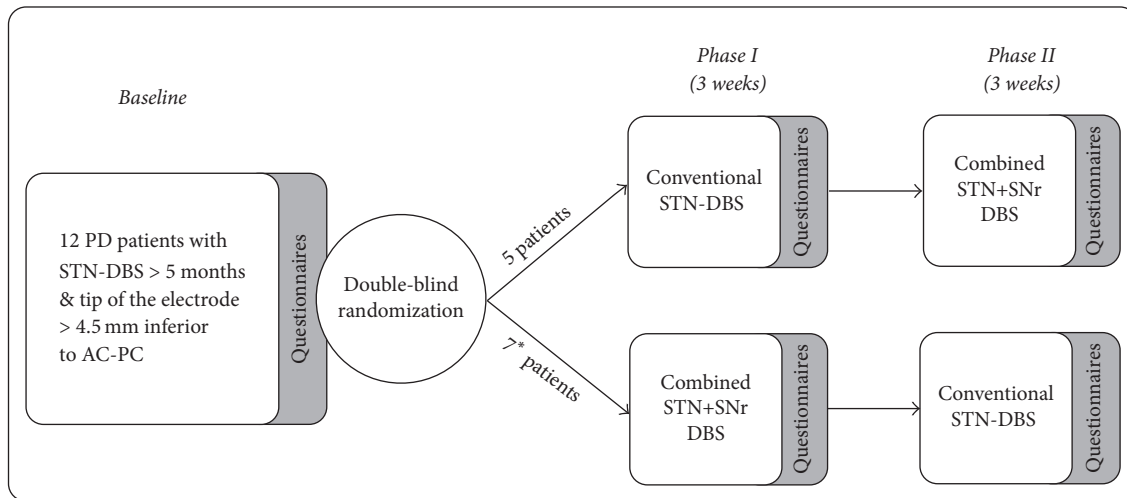 Baseline
12 PD patients with
STN-DBS > 5 months
& tip of the electrode
> 4.5 mm inferior
to AC-PC
Questionnaires
Double-blind
randomization
5 patients
7* patients
Phase I
(3 weeks)
Conventional
STN-DBS
Questionnaires
Combined
STN+SNr
DBS
Questionnaires
Phase II
(3 weeks)
Combined
STN+SNr
DBS
Questionnaires
Conventional
STN-DBS
Questionnaires